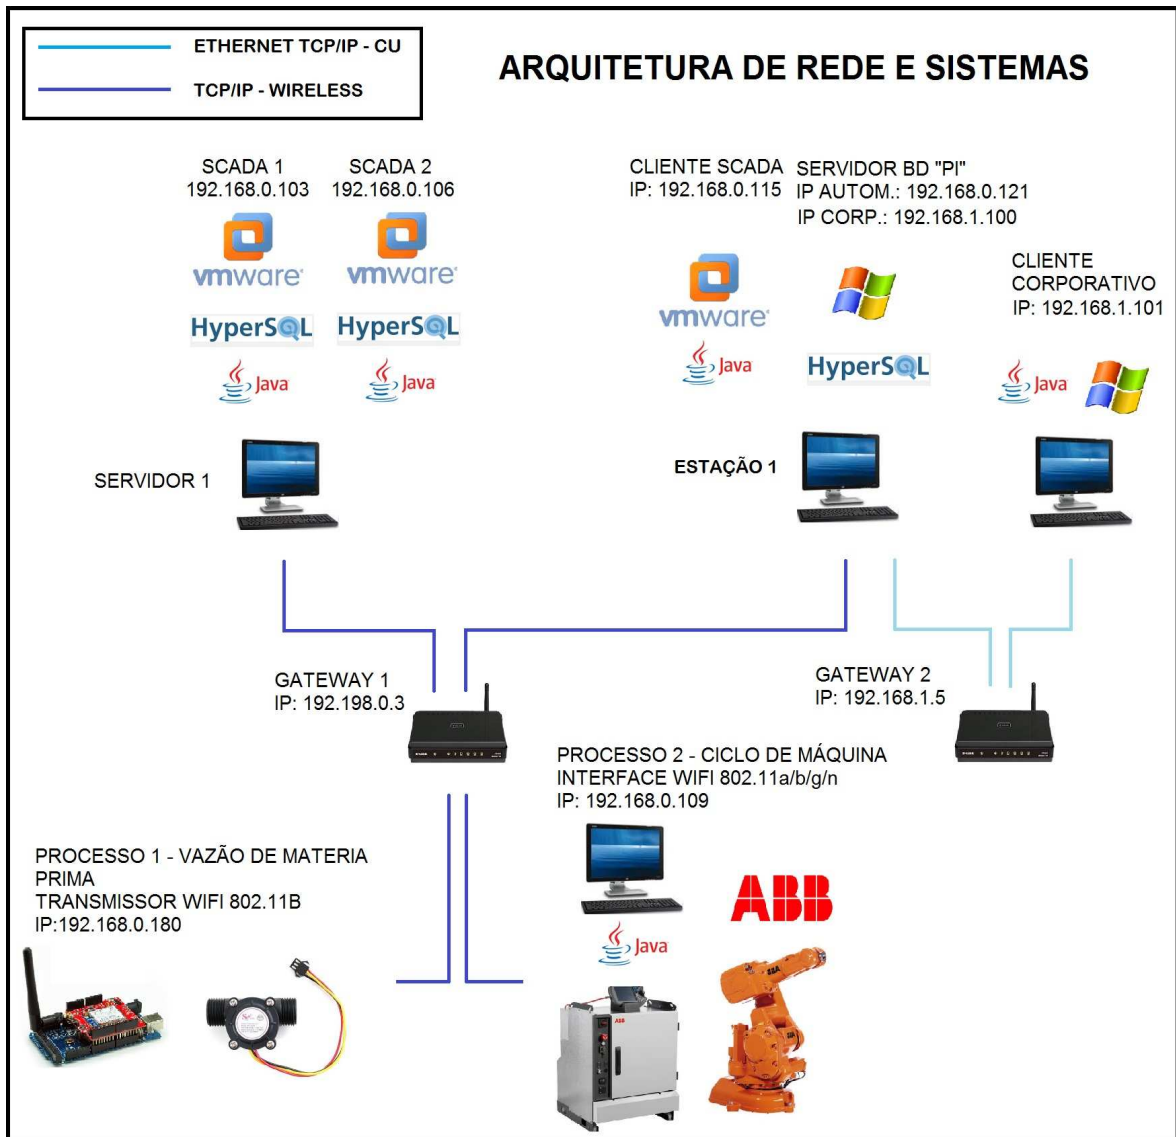 ETHERNET TCP/IP - CU
TCP/IP - WIRELESS
ARQUITETURA DE REDE E SISTEMAS
SCADA 1
192.168.0.103
vmware
HyperSQL
Java
SCADA 2
192.168.0.106
vmware
HyperSQL
Java
CLIENTE SCADA
IP: 192.168.0.115
vmware
Java
SERVIDOR BD "PI"
IP AUTOM.: 192.168.0.121
IP CORP.: 192.168.1.100
HyperSQL
CLIENTE
CORPORATIVO
IP: 192.168.1.101
Java
SERVIDOR 1
ESTAÇÃO 1
GATEWAY 1
IP: 192.198.0.3
GATEWAY 2
IP: 192.168.1.5
PROCESSO 2 - CICLO DE MÁQUINA
INTERFACE WIFI 802.11a/b/g/n
IP: 192.168.0.109
Java
ABB
ABB
PROCESSO 1 - VAZÃO DE MATERIA
PRIMA
TRANSMISSOR WIFI 802.11B
IP:192.168.0.180